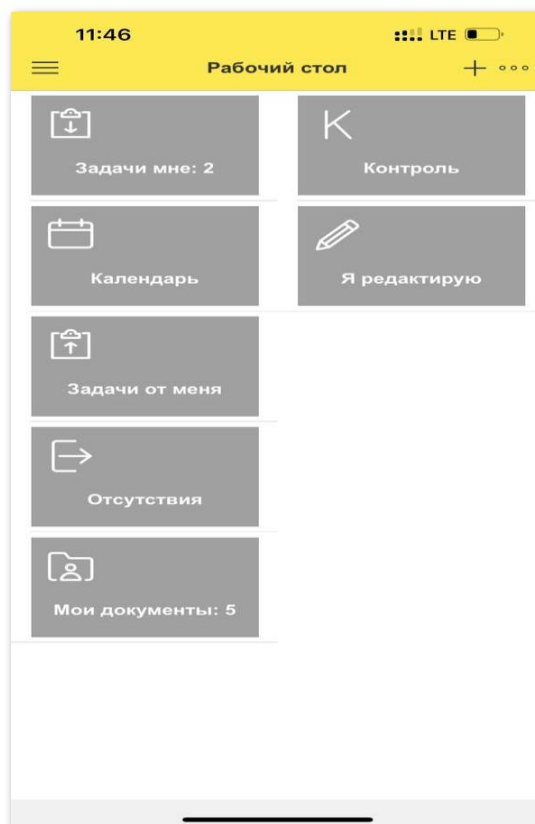 11:46 LTE
Рабочий стол
Задачи мне: 2
Контроль
Календарь
Я редактирую
Задачи от меня
Отсутствия
Мои документы: 5